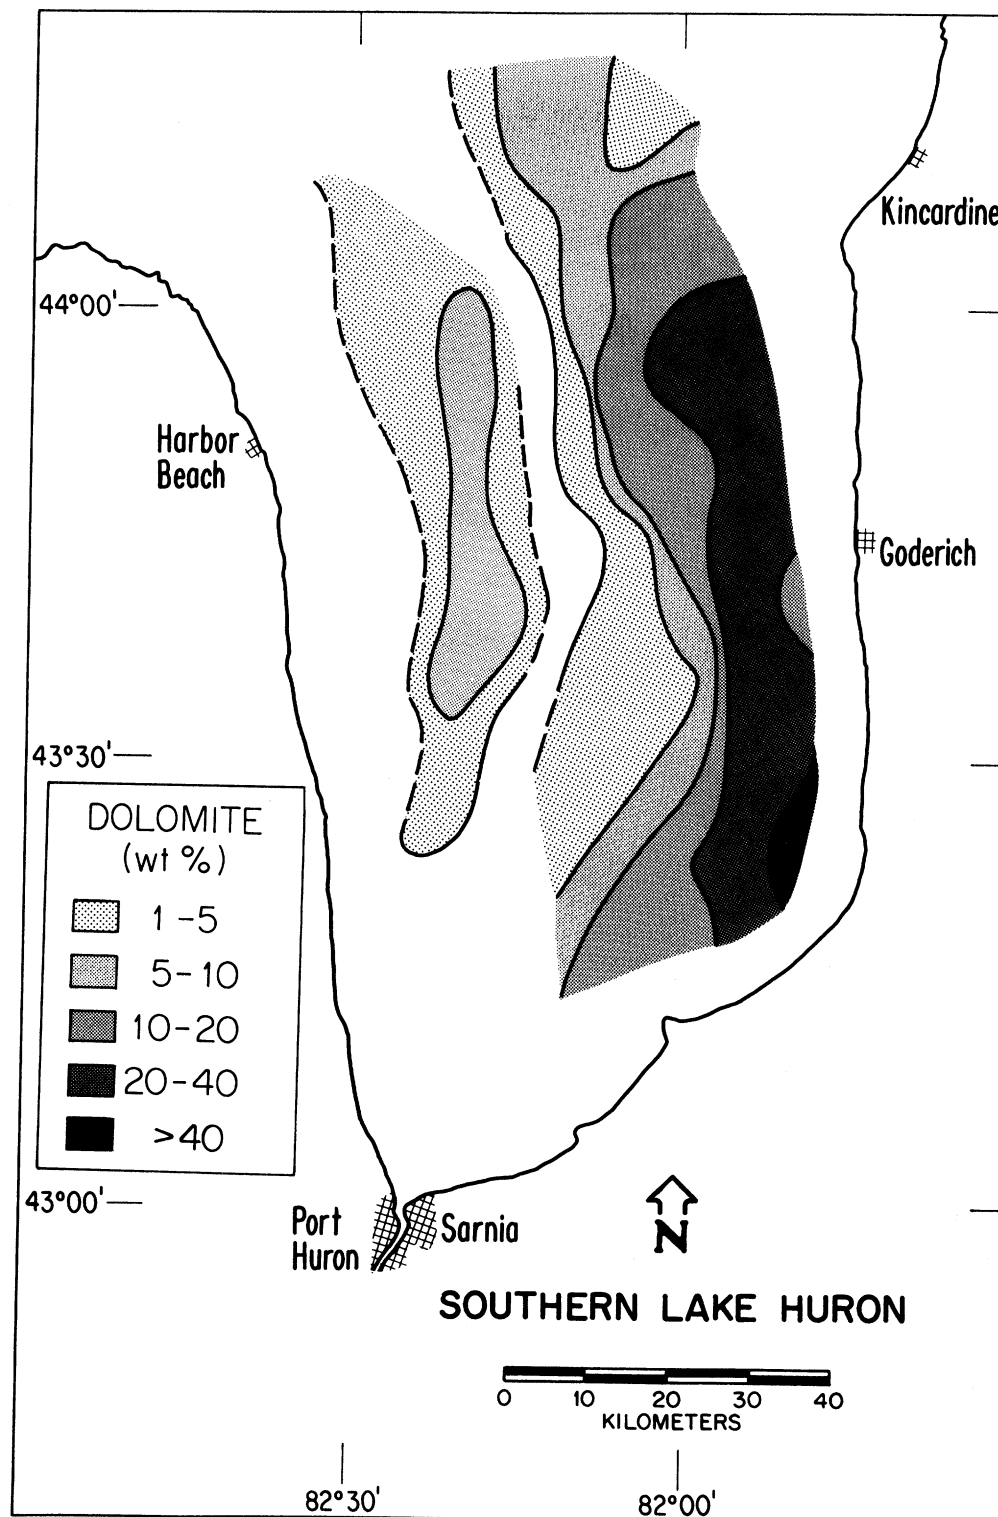 Kincardine
44°00'
Harbor
Beach
Goderich
43°30'
DOLOMITE
(wt %)
1-5
5-10
10-20
20-40
>40
43°00'
Port
Huron
Sarnia
N
SOUTHERN LAKE HURON
0 10 20 30 40
KILOMETERS
82°30'
82°00'